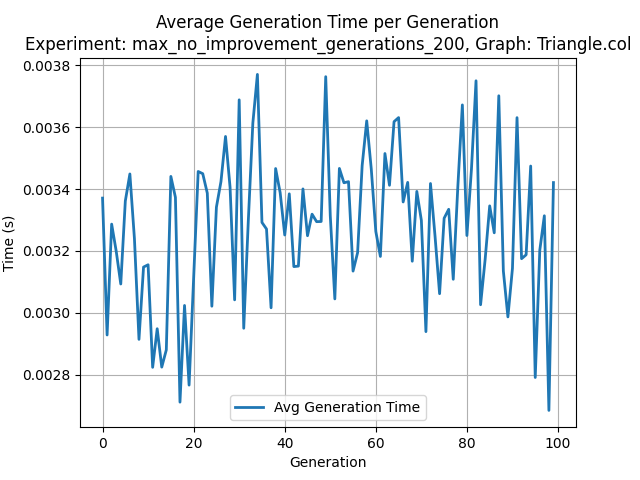 Average Generation Time per Generation
Experiment: max_no_improvement_generations_200, Graph: Triangle.col
0.0038
0.0036
0.0034
0.0032
0.0030
0.0028
Time (s)
Avg Generation Time
0 20 40 60 80 100
Generation